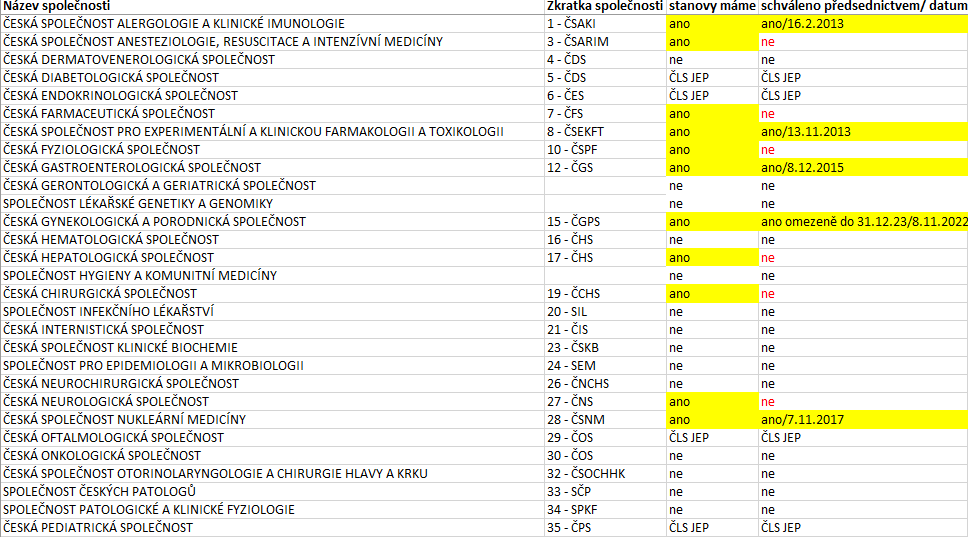 Název společnosti Zkratka společnosti stanovy máme schváleno předsednictvem/ datum
ČESKÁ SPOLEČNOST ALERGOLOGIE A KLINICKÉ IMUNOLOGIE 1 - ČSAKI ano ano/16.2.2013
ČESKÁ SPOLEČNOST ANESTEZIOLOGIE, RESUSCITACE A INTENZÍVNÍ MEDICÍNY 3 - ČSARIM ano ne
ČESKÁ DERMATOVENEROLOGICKÁ SPOLEČNOST 4 - ČDS ne ne
ČESKÁ DIABETOLOGICKÁ SPOLEČNOST 5 - ČDS ČLS JEP ČLS JEP
ČESKÁ ENDOKRINOLOGICKÁ SPOLEČNOST 6 - ČES ČLS JEP ČLS JEP
ČESKÁ FARMACEUTICKÁ SPOLEČNOST 7 - ČFS ano ne
ČESKÁ SPOLEČNOST PRO EXPERIMENTÁLNÍ A KLINICKOU FARMAKOLOGII A TOXIKOLOGII 8 - ČSEKFT ano ano/13.11.2013
ČESKÁ FYZIOLOGICKÁ SPOLEČNOST 10 - ČSPF ano ne
ČESKÁ GASTROENTEROLOGICKÁ SPOLEČNOST 12 - ČGS ano ano/8.12.2015
ČESKÁ GERONTOLOGICKÁ A GERIATRICKÁ SPOLEČNOST ne ne
SPOLEČNOST LÉKAŘSKÉ GENETIKY A GENOMIKY ne ne
ČESKÁ GYNEKOLOGICKÁ A PORODNICKÁ SPOLEČNOST 15 - ČGPS ano ano omezeně do 31.12.23/8.11.2022
ČESKÁ HEMATOLOGICKÁ SPOLEČNOST 16 - ČHS ne ne
ČESKÁ HEPATOLOGICKÁ SPOLEČNOST 17 - ČHS ano ne
SPOLEČNOST HYGIENY A KOMUNITNÍ MEDICÍNY ne ne
ČESKÁ CHIRURGICKÁ SPOLEČNOST 19 - ČCHS ano ne
SPOLEČNOST INFEKČNÍHO LÉKAŘSTVÍ 20 - SIL ne ne
ČESKÁ INTERNISTICKÁ SPOLEČNOST 21 - ČIS ne ne
ČESKÁ SPOLEČNOST KLINICKÉ BIOCHEMIE 23 - ČSKB ne ne
SPOLEČNOST PRO EPIDEMIOLOGII A MIKROBIOLOGII 24 - SEM ne ne
ČESKÁ NEUROCHIRURGICKÁ SPOLEČNOST 26 - ČNCHS ne ne
ČESKÁ NEUROLOGICKÁ SPOLEČNOST 27 - ČNS ano ne
ČESKÁ SPOLEČNOST NUKLEÁRNÍ MEDICÍNY 28 - ČSNM ano ano/7.11.2017
ČESKÁ OFTALMOLOGICKÁ SPOLEČNOST 29 - ČOS ČLS JEP ČLS JEP
ČESKÁ ONKOLOGICKÁ SPOLEČNOST 30 - ČOS ne ne
ČESKÁ SPOLEČNOST OTORINOLARYNGOLOGIE A CHIRURGIE HLAVY A KRKU 32 - ČSOCHHK ne ne
SPOLEČNOST ČESKÝCH PATOLOGŮ 33 - SČP ne ne
SPOLEČNOST PATOLOGICKÉ A KLINICKÉ FYZIOLOGIE 34 - SPKF ne ne
ČESKÁ PEDIATRICKÁ SPOLEČNOST 35 - ČPS ČLS JEP ČLS JEP